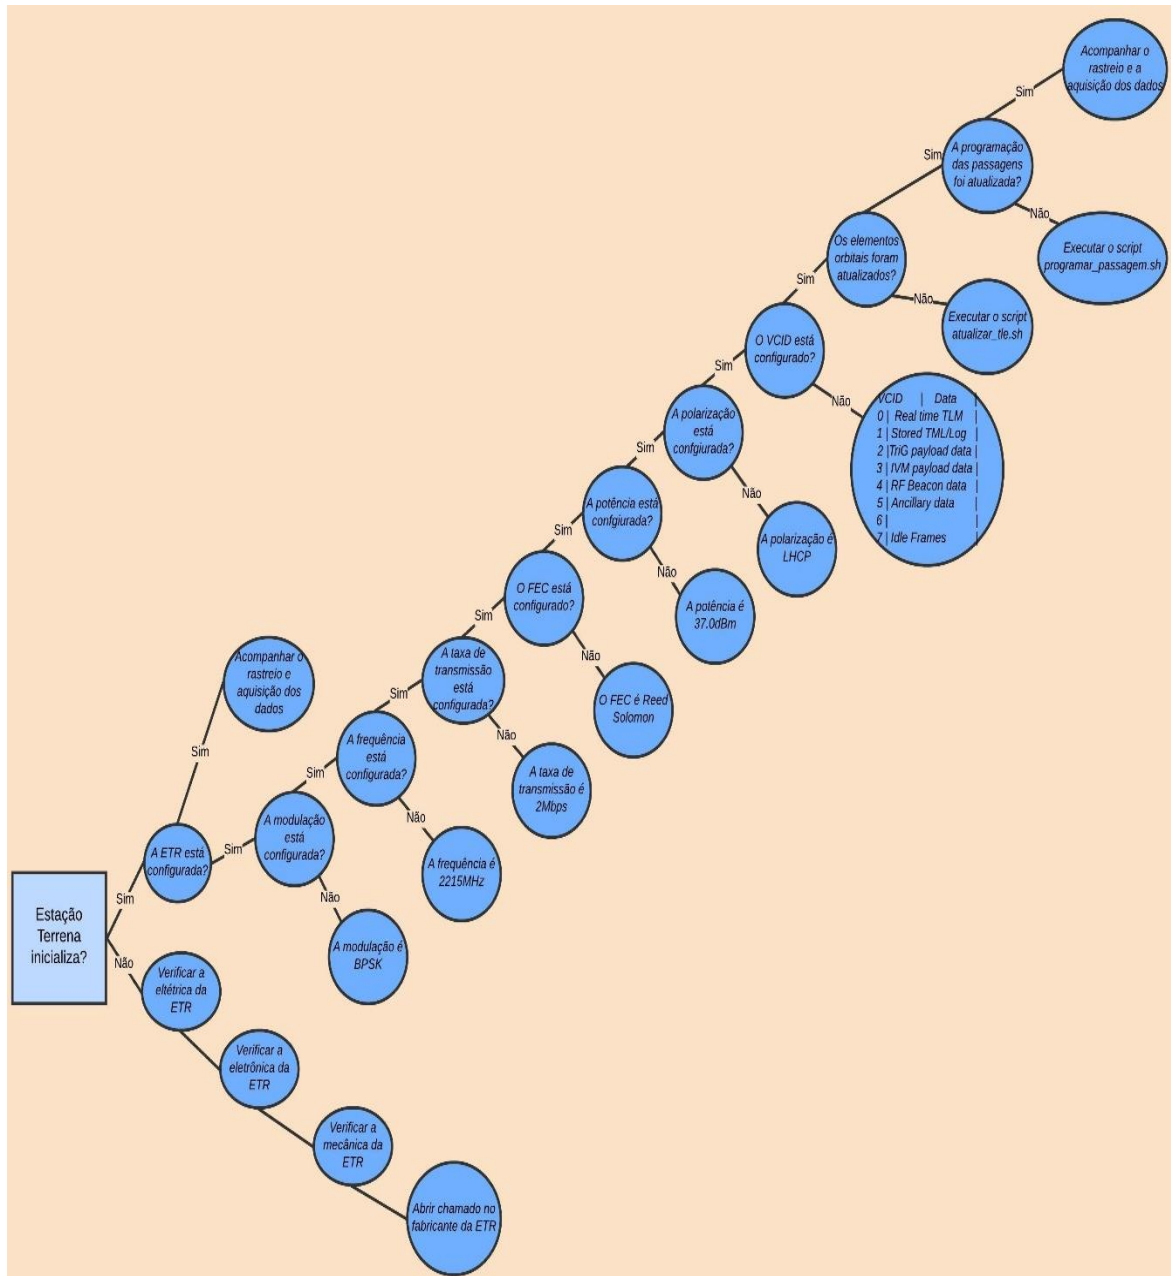 Acompanhar o
rastreio e a
aquisição dos dados
Sim
A programação
das passagens
foi atualizada?
Sim
Não
Executar o script
programar_passagem.sh
Os elementos
orbitais foram
atualizados?
Sim
Não
Executar o script
atualizar_tle.sh
O VCID está
configurado?
Sim
Não
VCID | Data |
0 | Real time TLM
1 | Stored TML/Log |
2 |TriG payload data |
3 | IVM payload data |
4 | RF Beacon data |
5 | Ancillary data |
6 | |
7 | Idle Frames |
A polarização
está
confgiurada?
Sim
Não
A polarização é
LHCP
A potência está
confgiurada?
Sim
Não
A potência é
37.0dBm
O FEC está
configurado?
Sim
Não
O FEC é Reed
Solomon
A taxa de
transmissão
está
configurada?
Sim
Não
A taxa de
transmissão é
2Mbps
A frequência
está
configurada?
Sim
Não
A frequência é
2215MHz
Acompanhar o
rastreio e
aquisição dos
dados
Sim
A modulação
está
configurada?
Sim
Não
A modulação é
BPSK
A ETR está
configurada?
Sim
Estação
Terrena
inicializa?
Não
Verificar a
eltétrica da
ETR
Verificar a
eletrônica da
ETR
Verificar a
mecânica da
ETR
Abrir chamado no
fabricante da ETR